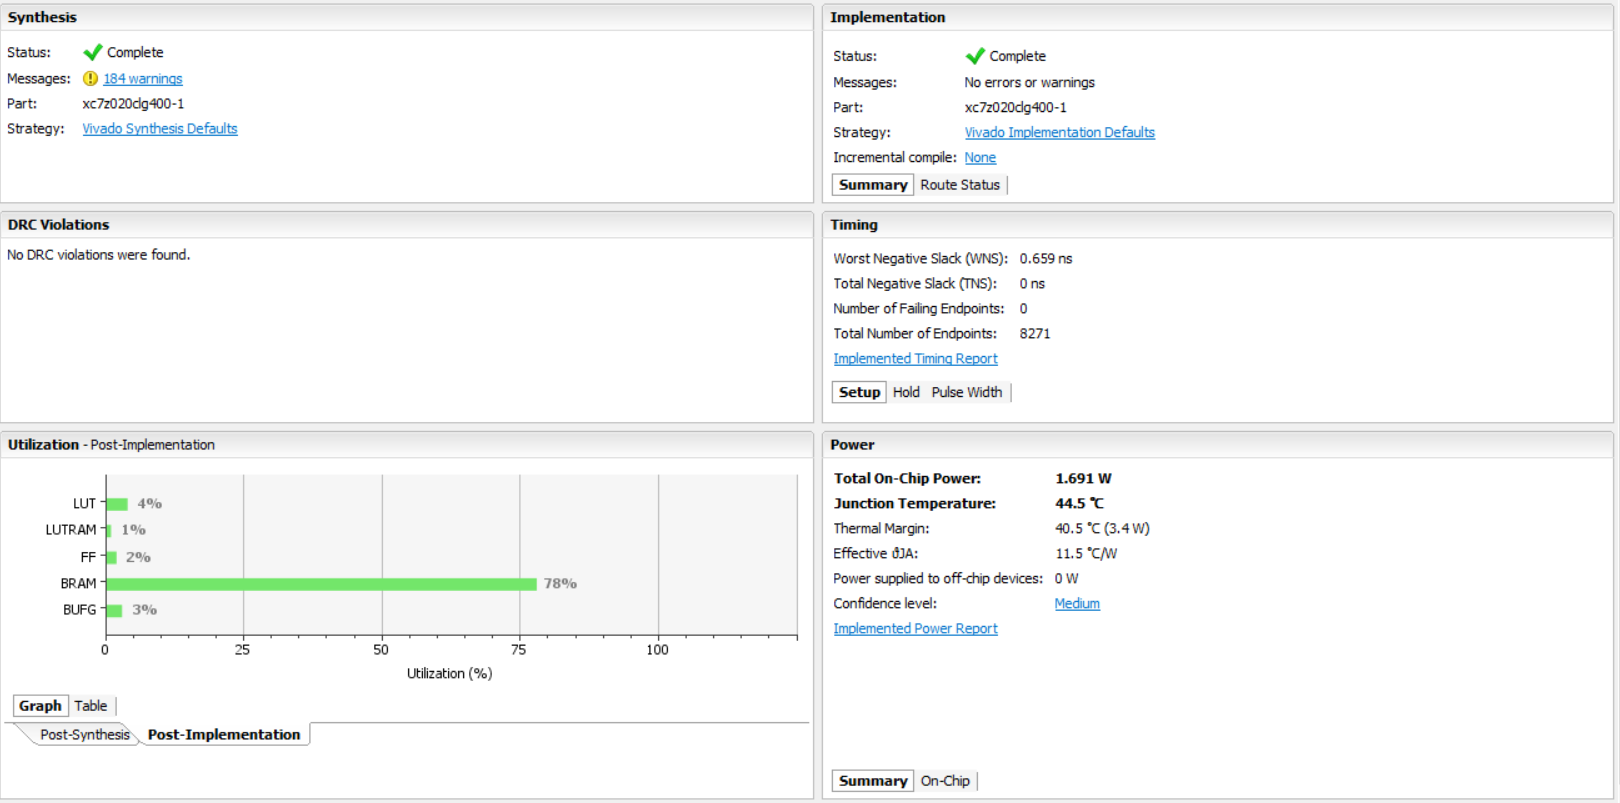 Synthesis
Status: Complete
Messages: 184 warnings
Part: xc7z020clg400-1
Strategy: Vivado Synthesis Defaults
Implementation
Status: Complete
Messages: No errors or warnings
Part: xc7z020clg400-1
Strategy: Vivado Implementation Defaults
Incremental compile: None
Summary Route Status
DRC Violations
No DRC violations were found.
Timing
Worst Negative Slack (WNS): 0.659 ns
Total Negative Slack (TNS): 0 ns
Number of Failing Endpoints: 0
Total Number of Endpoints: 8271
Implemented Timing Report
Setup Hold Pulse Width
Utilization - Post-Implementation
LUT 4%
LUTRAM 1%
FF 2%
BRAM 78%
BUFG 3%
0 25 50 75 100
Utilization (%)
Graph Table
Post-Synthesis Post-Implementation
Power
Total On-Chip Power: 1.691 W
Junction Temperature: 44.5 °C
Thermal Margin: 40.5 °C (3.4 W)
Effective ϑJA: 11.5 °C/W
Power supplied to off-chip devices: 0 W
Confidence level: Medium
Implemented Power Report
Summary On-Chip